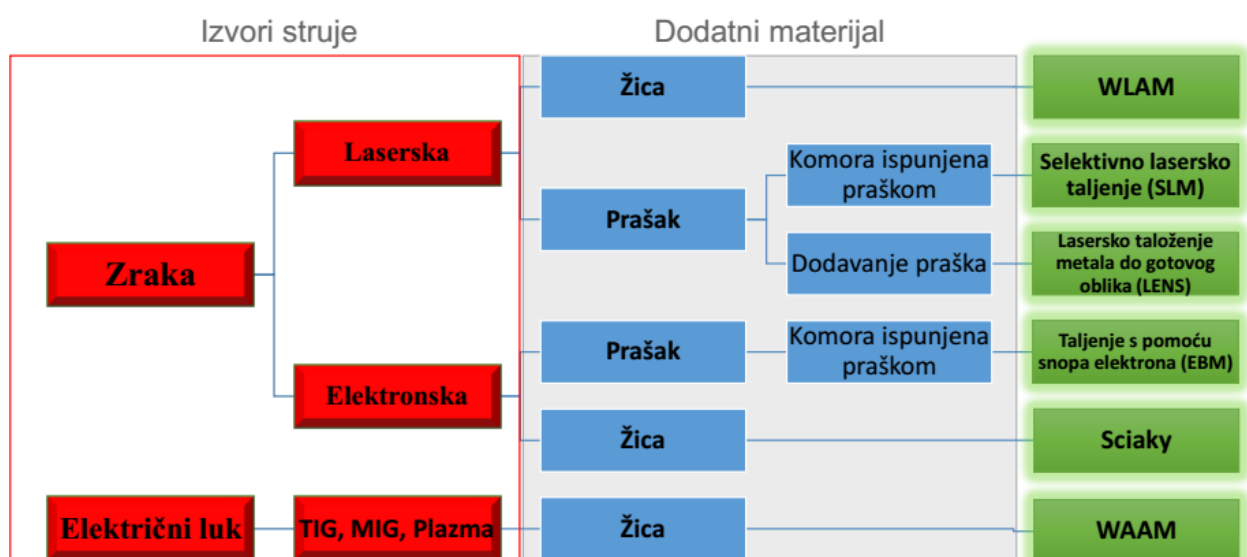 Izvori struje
Dodatni materijal
Žica
WLAM
Laserska
Komora ispunjena
praškom
Selektivno lasersko
taljenje (SLM)
Prašak
Zraka
Dodavanje praška
Lasersko taloženje
metala do gotovog
oblika (LENS)
Prašak
Komora ispunjena
praškom
Taljenje s pomoću
snopa elektrona (EBM)
Elektronska
Žica
Sciaky
Električni luk
TIG, MIG, Plazma
Žica
WAAM